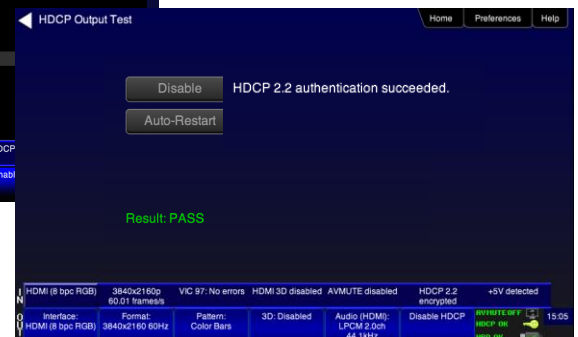 HDCP Output Test
Home
Preferences
Help
Disable
HDCP 2.2 authentication succeeded.
Auto-Restart
Result: PASS
IN
HDMI (8 bpc RGB)
3840x2160p
60.01 frames/s
VIC 97: No errors
HDMI 3D disabled
AVMUTE disabled
HDCP 2.2
encrypted
+5V detected
Interface:
HDMI (8 bpc RGB)
Format:
3840x2160 60Hz
Pattern:
Color Bars
3D: Disabled
Audio (HDMI):
LPCM 2.0ch
44.1kHz
Disable HDCP
AVMUTE OFF
HDCP OK
15:05